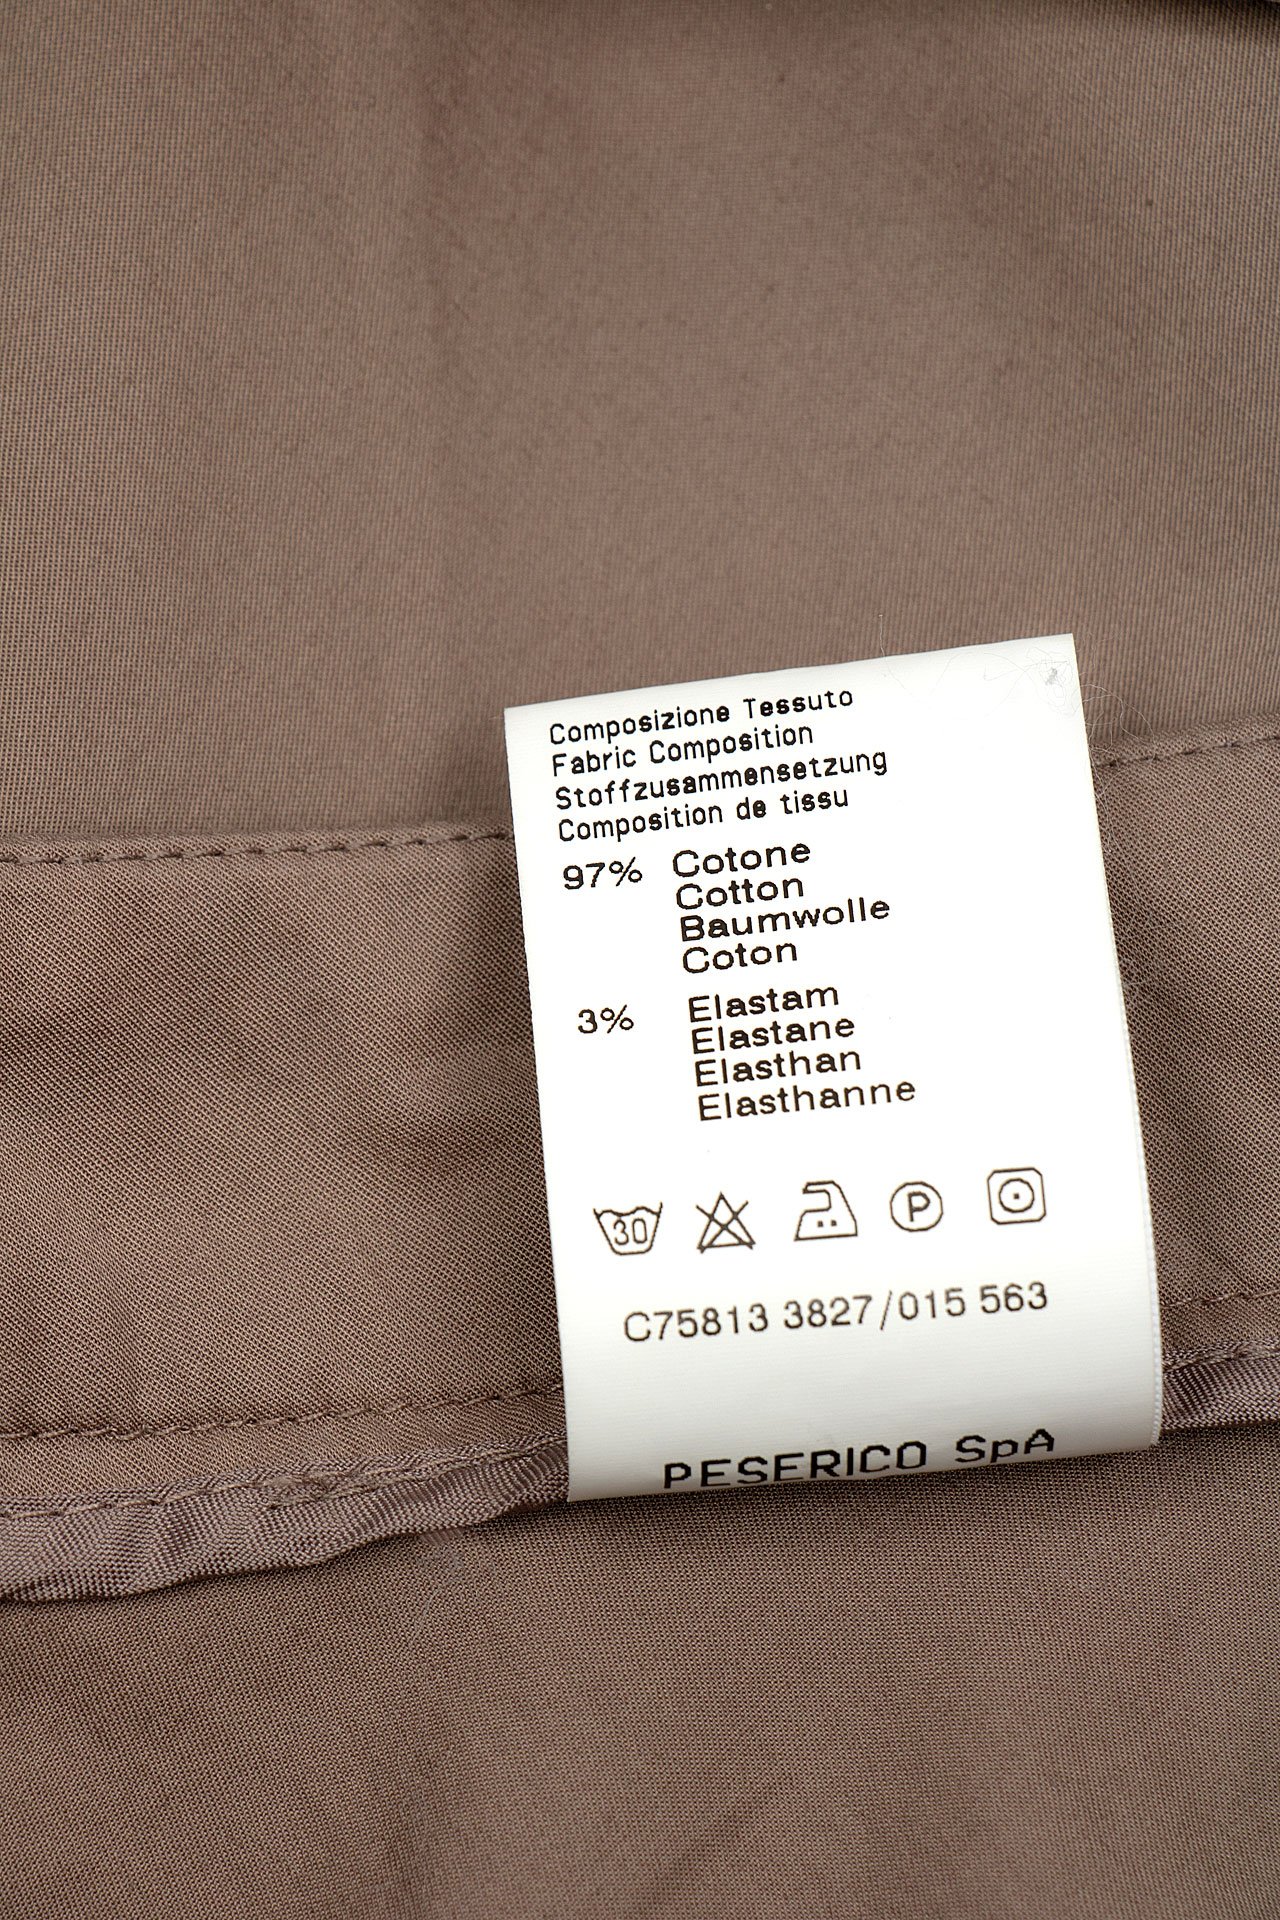 Composizione Tessuto
Fabric Composition
Stoffzusammensetzung
Composition de tissu
97% Cotone
Cotton
Baumwolle
Coton
3% Elastam
Elastane
Elasthan
Elasthanne
30 P
C75813 3827/015 563
PESERICO SpA